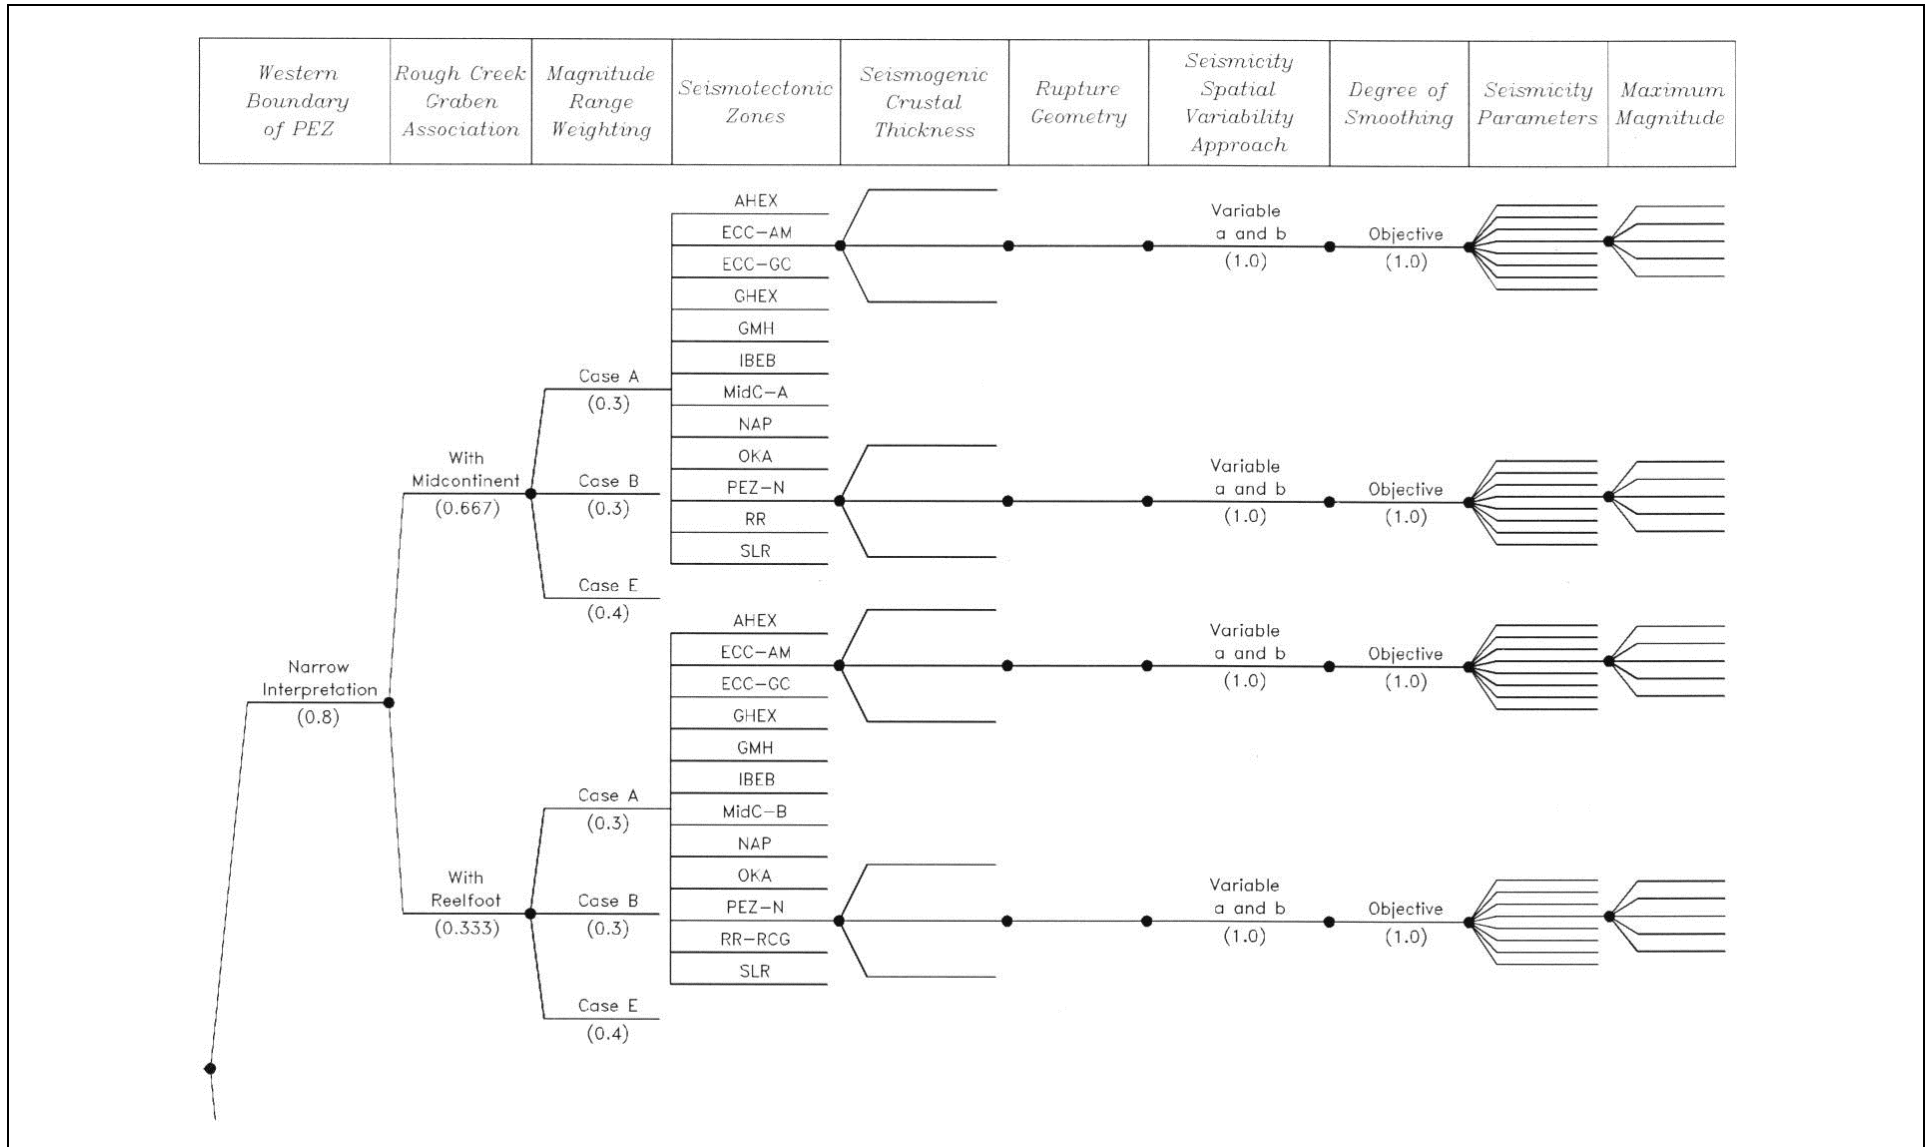 Western
Boundary
of PEZ
Rough Creek
Graben
Association
Magnitude
Range
Weighting
Seismotectonic
Zones
Seismogenic
Crustal
Thickness
Rupture
Geometry
Seismicity
Spatial
Variability
Approach
Degree of
Smoothing
Seismicity
Parameters
Maximum
Magnitude
Narrow
Interpretation
(0.8)
With
Midcontinent
(0.667)
Case A
(0.3)
Case B
(0.3)
Case E
(0.4)
AHEX
ECC-AM
ECC-GC
GHEX
GMH
IBEB
MidC-A
NAP
OKA
PEZ-N
RR
SLR
Variable
a and b
(1.0)
Objective
(1.0)
Variable
a and b
(1.0)
Objective
(1.0)
With
Reelfoot
(0.333)
Case A
(0.3)
Case B
(0.3)
Case E
(0.4)
AHEX
ECC-AM
ECC-GC
GHEX
GMH
IBEB
MidC-B
NAP
OKA
PEZ-N
RR-RCG
SLR
Variable
a and b
(1.0)
Objective
(1.0)
Variable
a and b
(1.0)
Objective
(1.0)